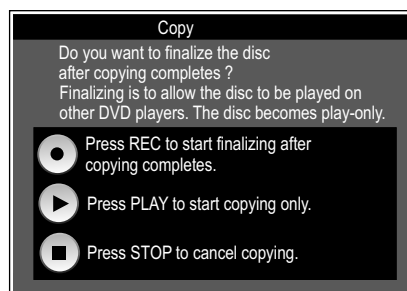 Copy
Do you want to finalize the disc
after copying completes ?
Finalizing is to allow the disc to be played on
other DVD players. The disc becomes play-only.
Press REC to start finalizing after
copying completes.
Press PLAY to start copying only.
Press STOP to cancel copying.